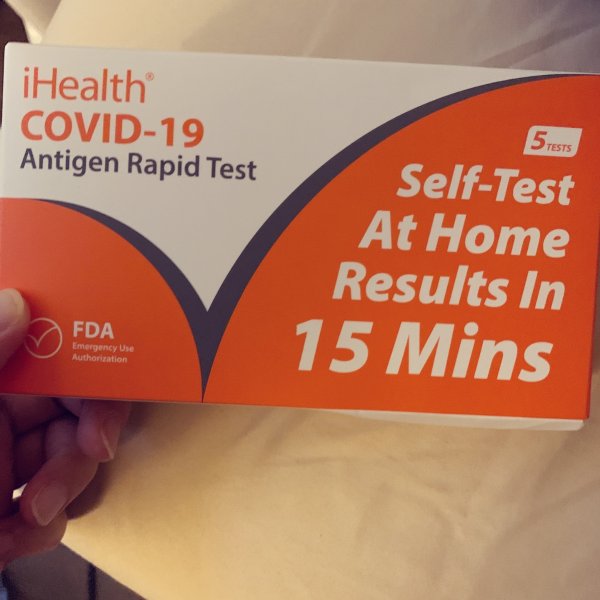 iHealth®
COVID-19
Antigen Rapid Test
5 TESTS
Self-Test
At Home
Results In
15 Mins
FDA
Emergency Use
Authorization